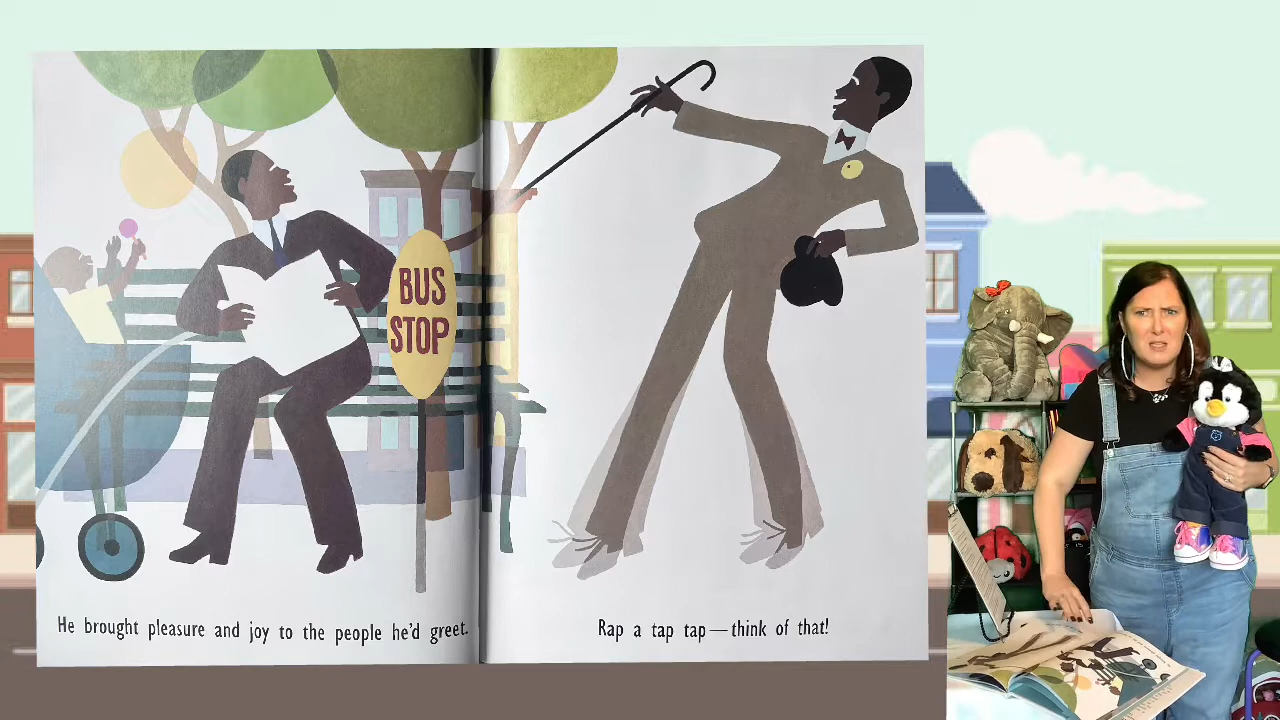 BUS
STOP
He brought pleasure and joy to the people he'd greet.
Rap a tap tap—think of that!